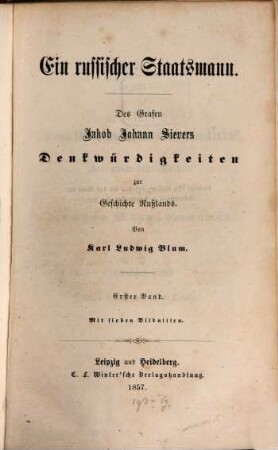 Ein russischer Staatsmann.
Des Grafen
Jakob Johann Sievers
Denkwürdigkeiten
zur
Geschichte Rußlands.
Von
Karl Ludwig Blum.
Erster Band.
Mit sieben Bildnissen.
Leipzig und Heidelberg.
C. F. Winter'sche Verlagshandlung.
1857.